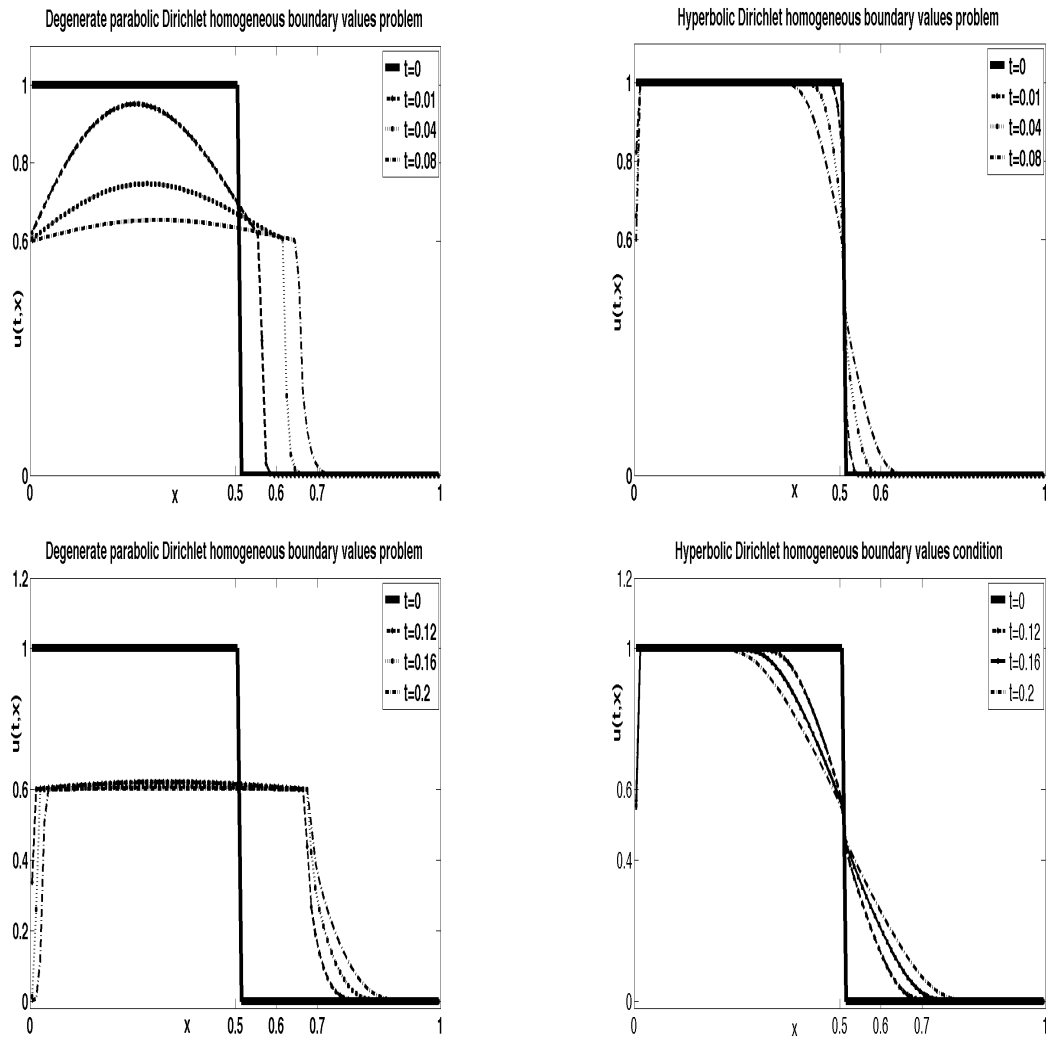 Degenerate parabolic Dirichlet homogeneous boundary values problem
1
0.8
0.6
0
u(t,x)
t=0
t=0.01
t=0.04
t=0.08
0
x
0.5
0.6
0.7
1
Hyperbolic Dirichlet homogeneous boundary values problem
1
0.8
0.6
0
u(t,x)
t=0
t=0.01
t=0.04
t=0.08
0
x
0.5
0.6
1
Degenerate parabolic Dirichlet homogeneous boundary values problem
1.2
1
0.6
0.4
0.2
0
u(t,x)
t=0
t=0.12
t=0.16
t=0.2
0
x
0.5
0.6
0.7
1
Hyperbolic Dirichlet homogeneous boundary values condition
1.2
1
0.6
0.4
0
u(t,x)
t=0
t=0.12
t=0.16
t=0.2
0
x
0.5
0.6
0.7
1